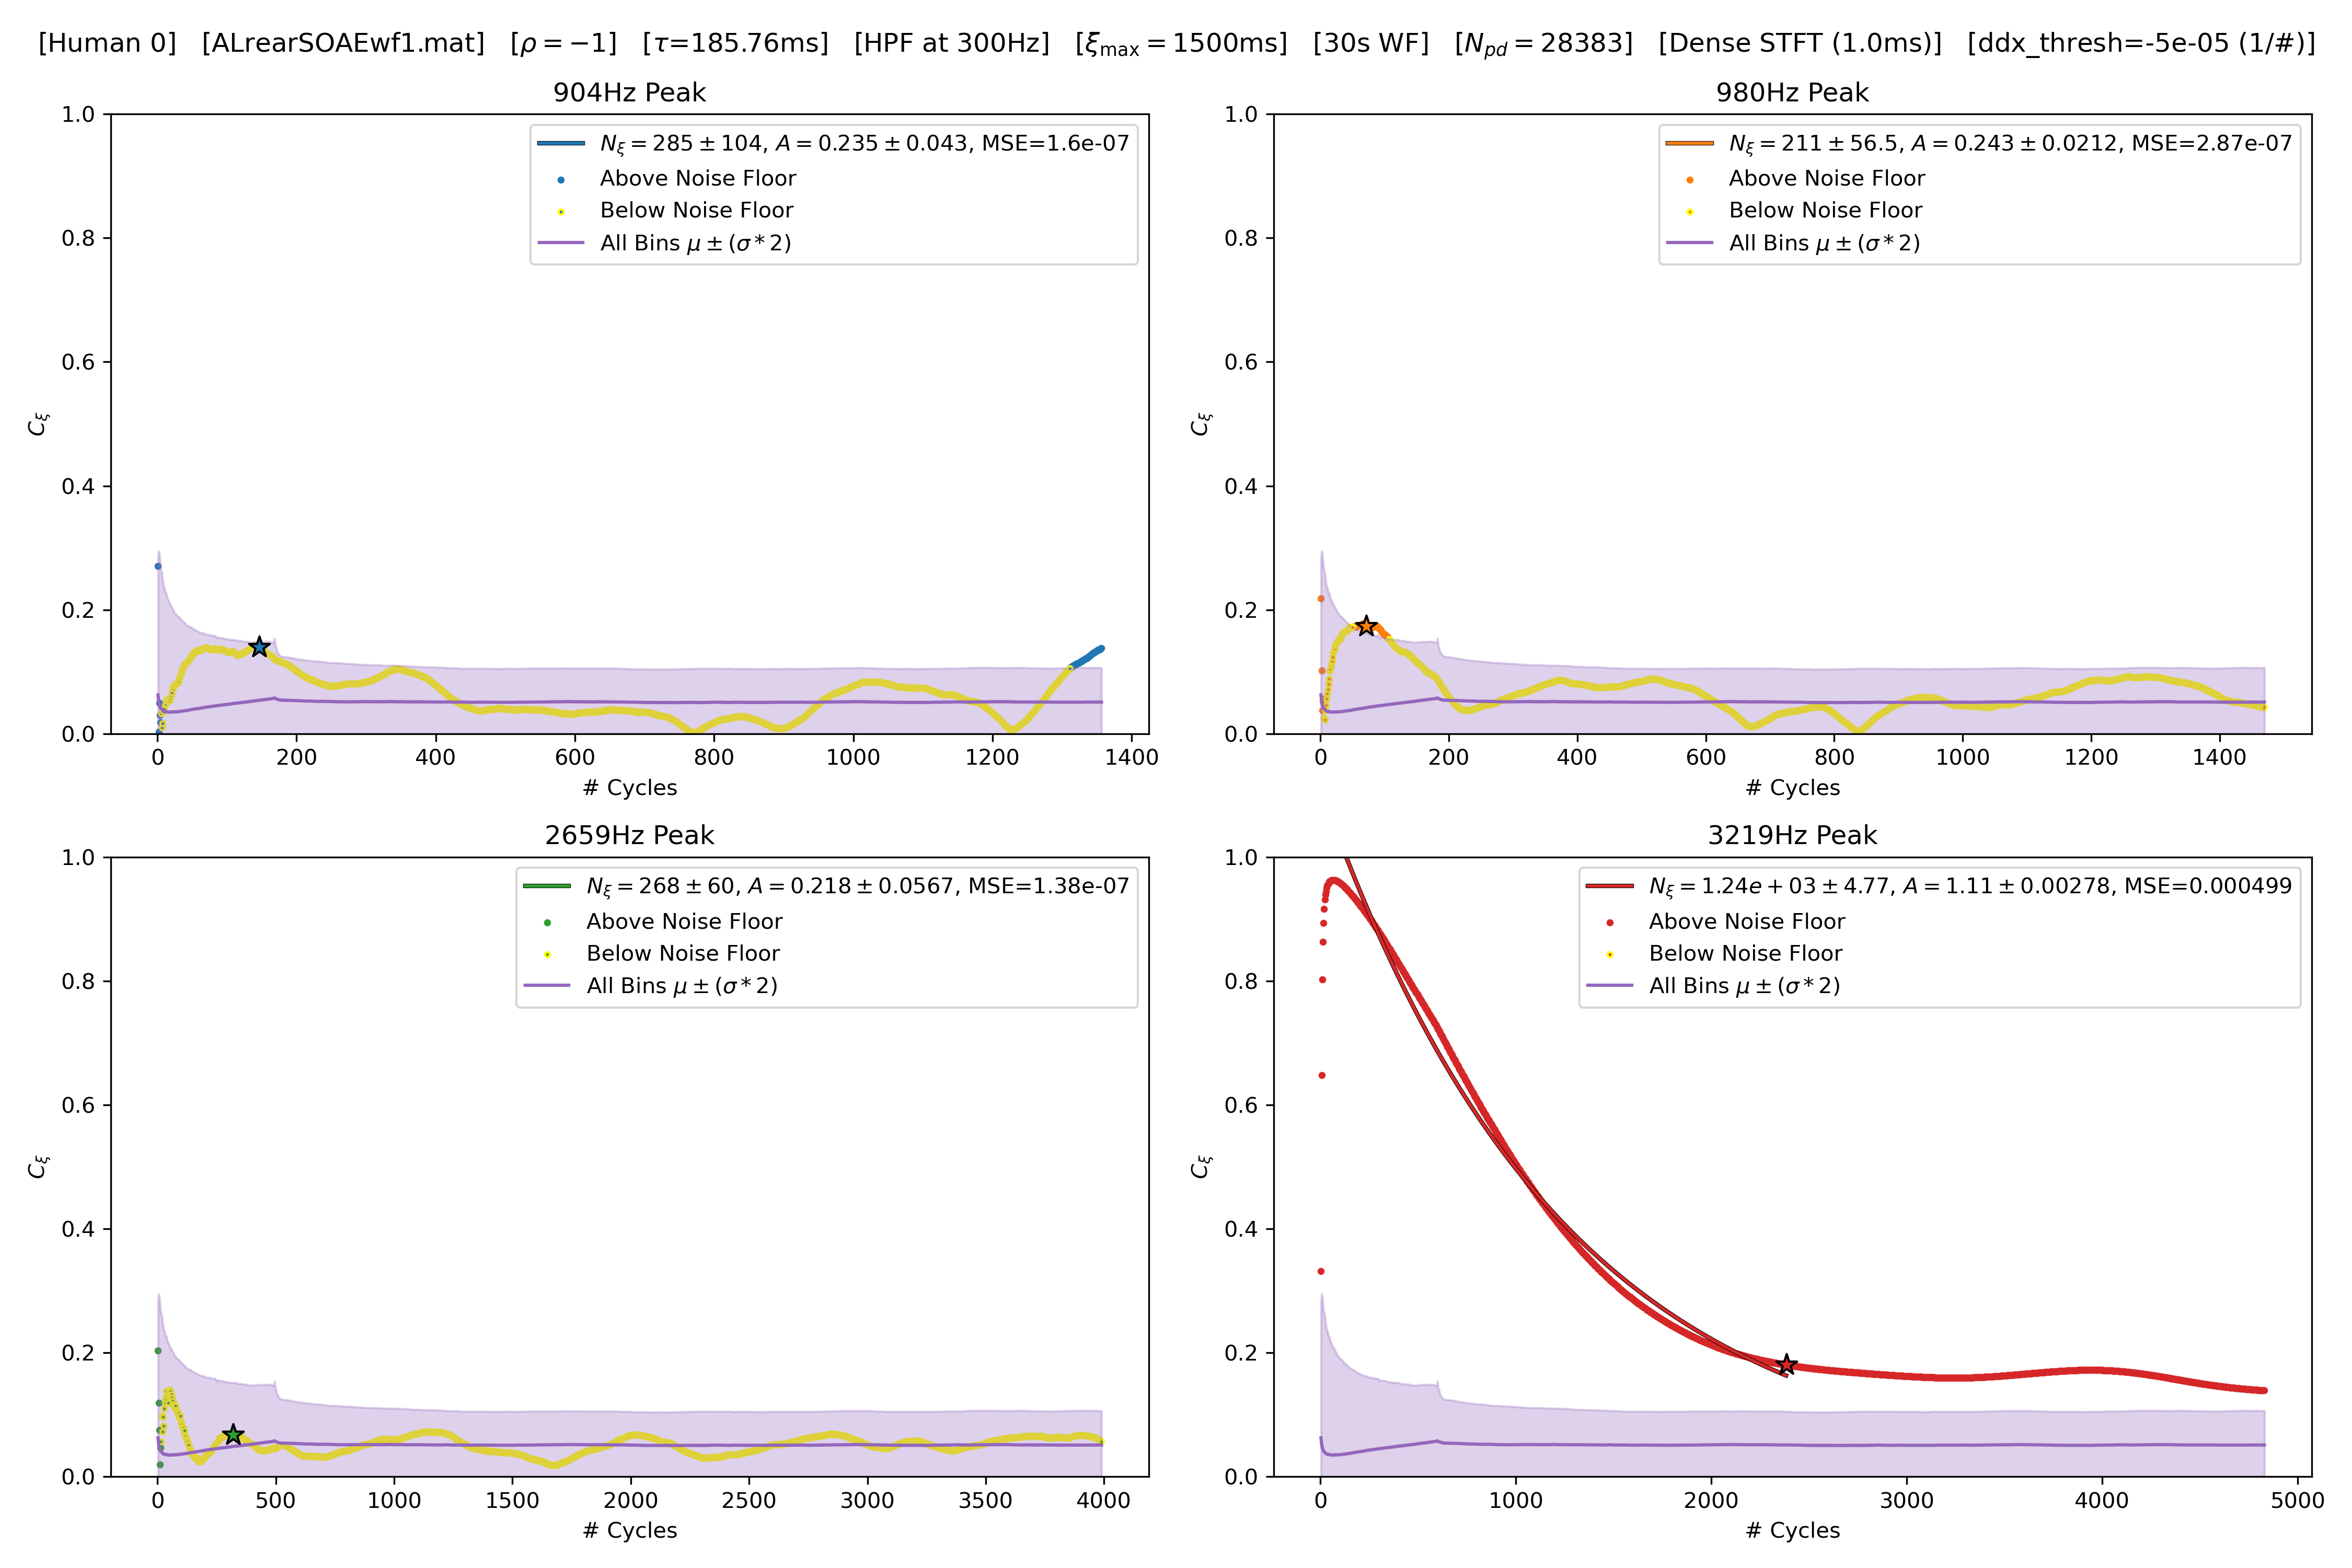 [Human 0] [ALrearSOAEwf1.mat] [ρ = −1] [τ=185.76ms] [HPF at 300Hz] [ξmax = 1500ms] [30s WF] [Npd = 28383] [Dense STFT (1.0ms)] [ddx_thresh=-5e-05 (1/#)]
904Hz Peak
1.0
0.8
0.6
0.4
0.2
0.0
Cξ
Nξ = 285 ± 104, A = 0.235 ± 0.043, MSE=1.6e-07
Above Noise Floor
Below Noise Floor
All Bins μ ± (σ * 2)
0 200 400 600 800 1000 1200 1400
# Cycles
980Hz Peak
1.0
0.8
0.6
0.4
0.2
0.0
Cξ
Nξ = 211 ± 56.5, A = 0.243 ± 0.0212, MSE=2.87e-07
Above Noise Floor
Below Noise Floor
All Bins μ ± (σ * 2)
0 200 400 600 800 1000 1200 1400
# Cycles
2659Hz Peak
1.0
0.8
0.6
0.4
0.2
0.0
Cξ
Nξ = 268 ± 60, A = 0.218 ± 0.0567, MSE=1.38e-07
Above Noise Floor
Below Noise Floor
All Bins μ ± (σ * 2)
0 500 1000 1500 2000 2500 3000 3500 4000
# Cycles
3219Hz Peak
1.0
0.8
0.6
0.4
0.2
0.0
Cξ
Nξ = 1.24e + 03 ± 4.77, A = 1.11 ± 0.00278, MSE=0.000499
Above Noise Floor
Below Noise Floor
All Bins μ ± (σ * 2)
0 1000 2000 3000 4000 5000
# Cycles